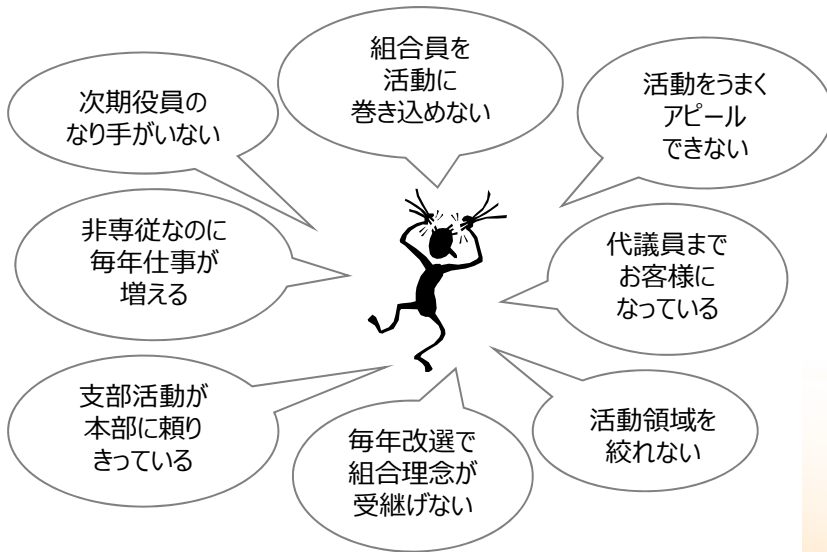 組合員を
活動に
巻き込めない
次期役員の
なり手がいない
活動をうまく
アピール
できない
非専従なのに
毎年仕事が
増える
代議員まで
お客様に
なっている
支部活動が
本部に頼り
きっている
毎年改選で
組合理念が
受継げない
活動領域を
絞れない